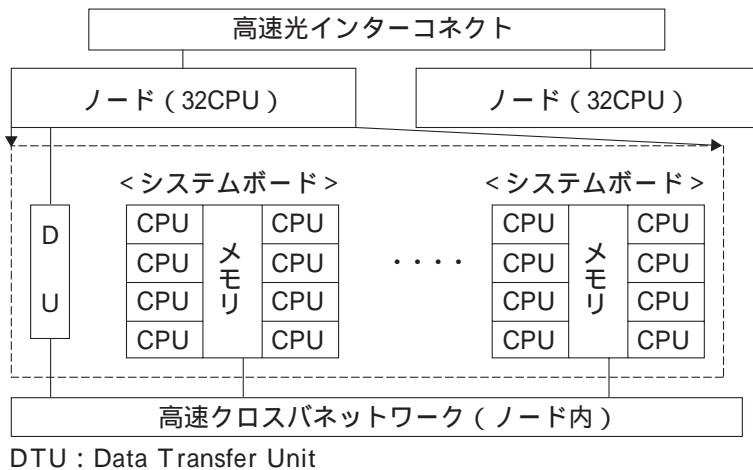 高速光インターコネクト
ノード(32CPU)
ノード(32CPU)
<システムボード>
<システムボード>
D
U
CPU
CPU
CPU
CPU
メモリ
CPU
CPU
CPU
CPU
・・・・
CPU
CPU
CPU
CPU
メモリ
CPU
CPU
CPU
CPU
高速クロスバネットワーク(ノード内)
DTU:Data Transfer Unit